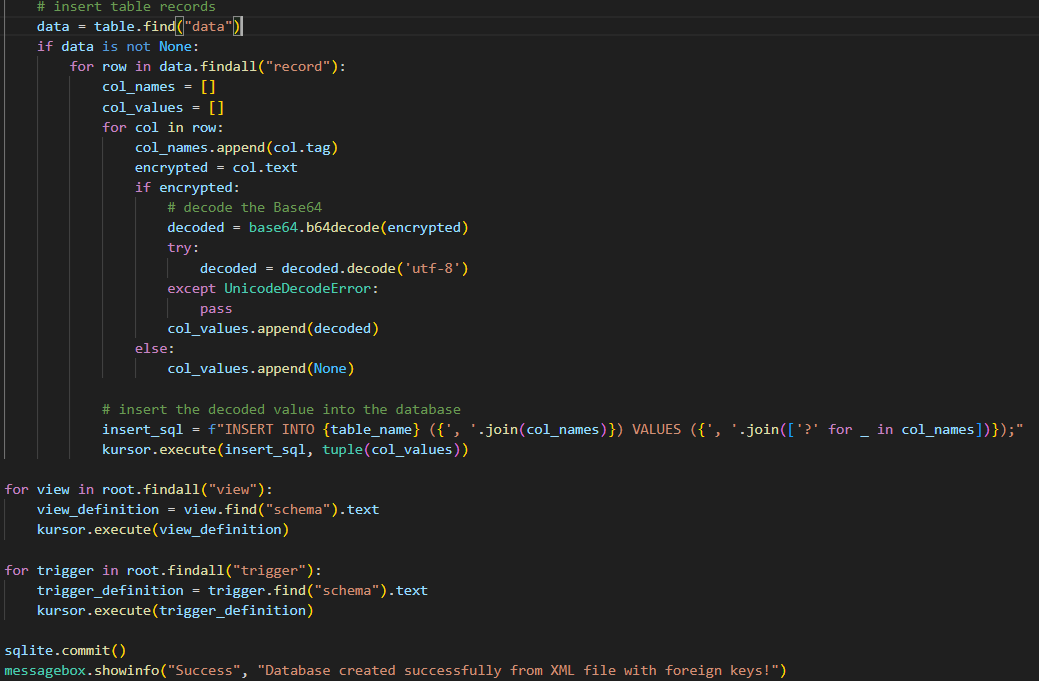 # insert table records
data = table.find("data")
if data is not None:
for row in data.findall("record"):
col_names = []
col_values = []
for col in row:
col_names.append(col.tag)
encrypted = col.text
if encrypted:
# decode the Base64
decoded = base64.b64decode(encrypted)
try:
decoded = decoded.decode('utf-8')
except UnicodeDecodeError:
pass
col_values.append(decoded)
else:
col_values.append(None)
# insert the decoded value into the database
insert_sql = f"INSERT INTO {table_name} ({', '.join(col_names)}) VALUES ({', '.join(['?' for _ in col_names])});"
kursor.execute(insert_sql, tuple(col_values))
for view in root.findall("view"):
view_definition = view.find("schema").text
kursor.execute(view_definition)
for trigger in root.findall("trigger"):
trigger_definition = trigger.find("schema").text
kursor.execute(trigger_definition)
sqlite.commit()
messagebox.showinfo("Success", "Database created successfully from XML file with foreign keys!")